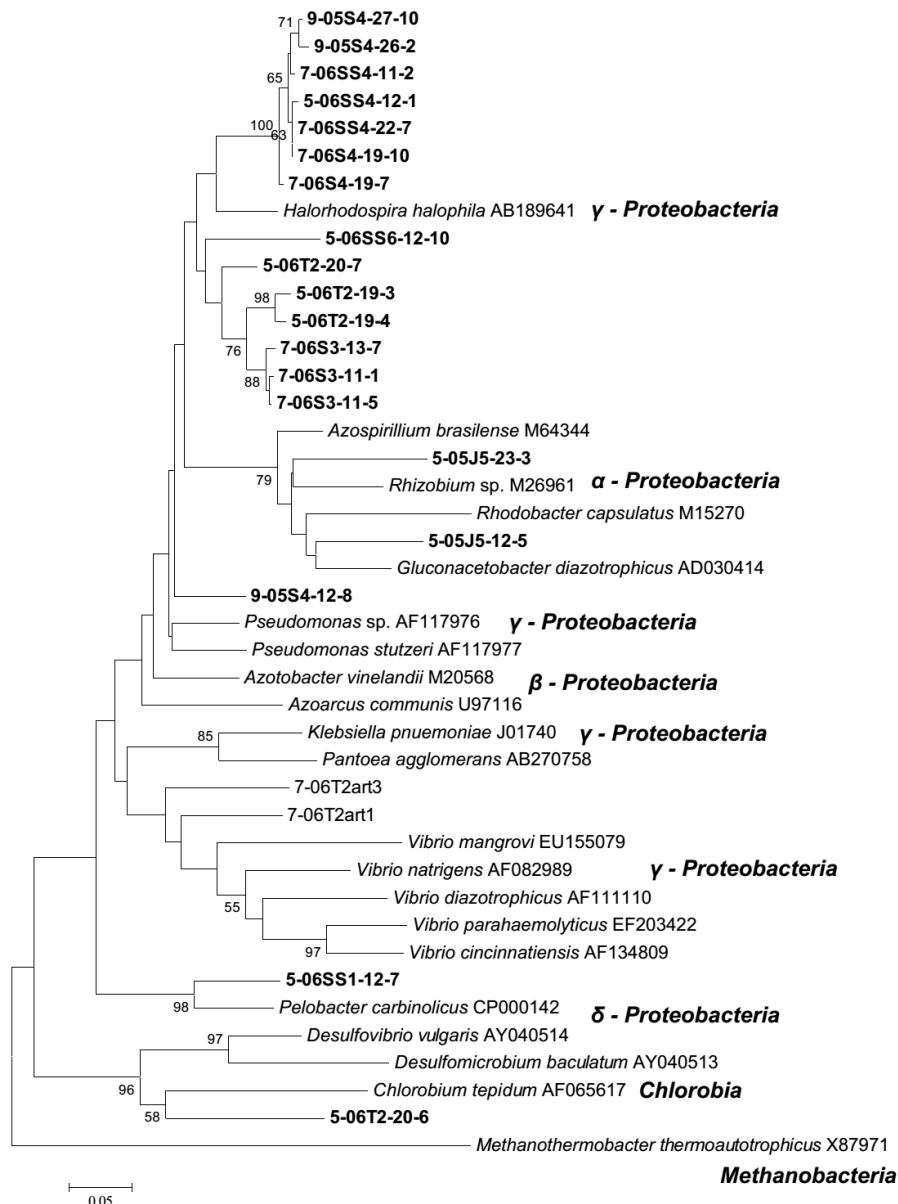 71 9-05S4-27-10
9-05S4-26-2
65 7-06SS4-11-2
5-06SS4-12-1
100 63 7-06SS4-22-7
7-06S4-19-10
7-06S4-19-7
Halorhodospira halophila AB189641 γ - Proteobacteria
5-06SS6-12-10
5-06T2-20-7
98 5-06T2-19-3
5-06T2-19-4
76 7-06S3-13-7
88 7-06S3-11-1
7-06S3-11-5
Azospirillium brasilense M64344
5-05J5-23-3
79 Rhizobium sp. M26961 α - Proteobacteria
Rhodobacter capsulatus M15270
5-05J5-12-5
Gluconacetobacter diazotrophicus AD030414
9-05S4-12-8
Pseudomonas sp. AF117976 γ - Proteobacteria
Pseudomonas stutzeri AF117977
Azotobacter vinelandii M20568 β - Proteobacteria
Azoarcus communis U97116
85 Klebsiella pnuemoniae J01740 γ - Proteobacteria
Pantoea agglomerans AB270758
7-06T2art3
7-06T2art1
Vibrio mangrovi EU155079
Vibrio natrigens AF082989 γ - Proteobacteria
55 Vibrio diazotrophicus AF111110
Vibrio parahaemolyticus EF203422
97 Vibrio cincinnatiensis AF134809
5-06SS1-12-7
98 Pelobacter carbinolicus CP000142 δ - Proteobacteria
97 Desulfovibrio vulgaris AY040514
Desulfomicrobium baculatum AY040513
96 Chlorobium tepidum AF065617 Chlorobia
58 5-06T2-20-6
Methanothermobacter thermoautotrophicus X87971
Methanobacteria
0.05